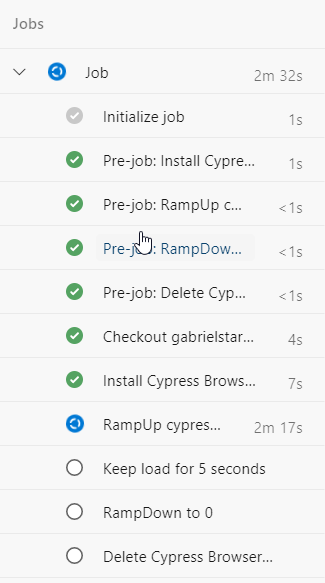 Jobs
Job 2m 32s
Initialize job 1s
Pre-job: Install Cypre... 1s
Pre-job: RampUp c... <1s
Pre-job: RampDow... <1s
Pre-job: Delete Cyp... <1s
Checkout gabrielstar... 4s
Install Cypress Brows... 7s
RampUp cypres... 2m 17s
Keep load for 5 seconds
RampDown to 0
Delete Cypress Browser...